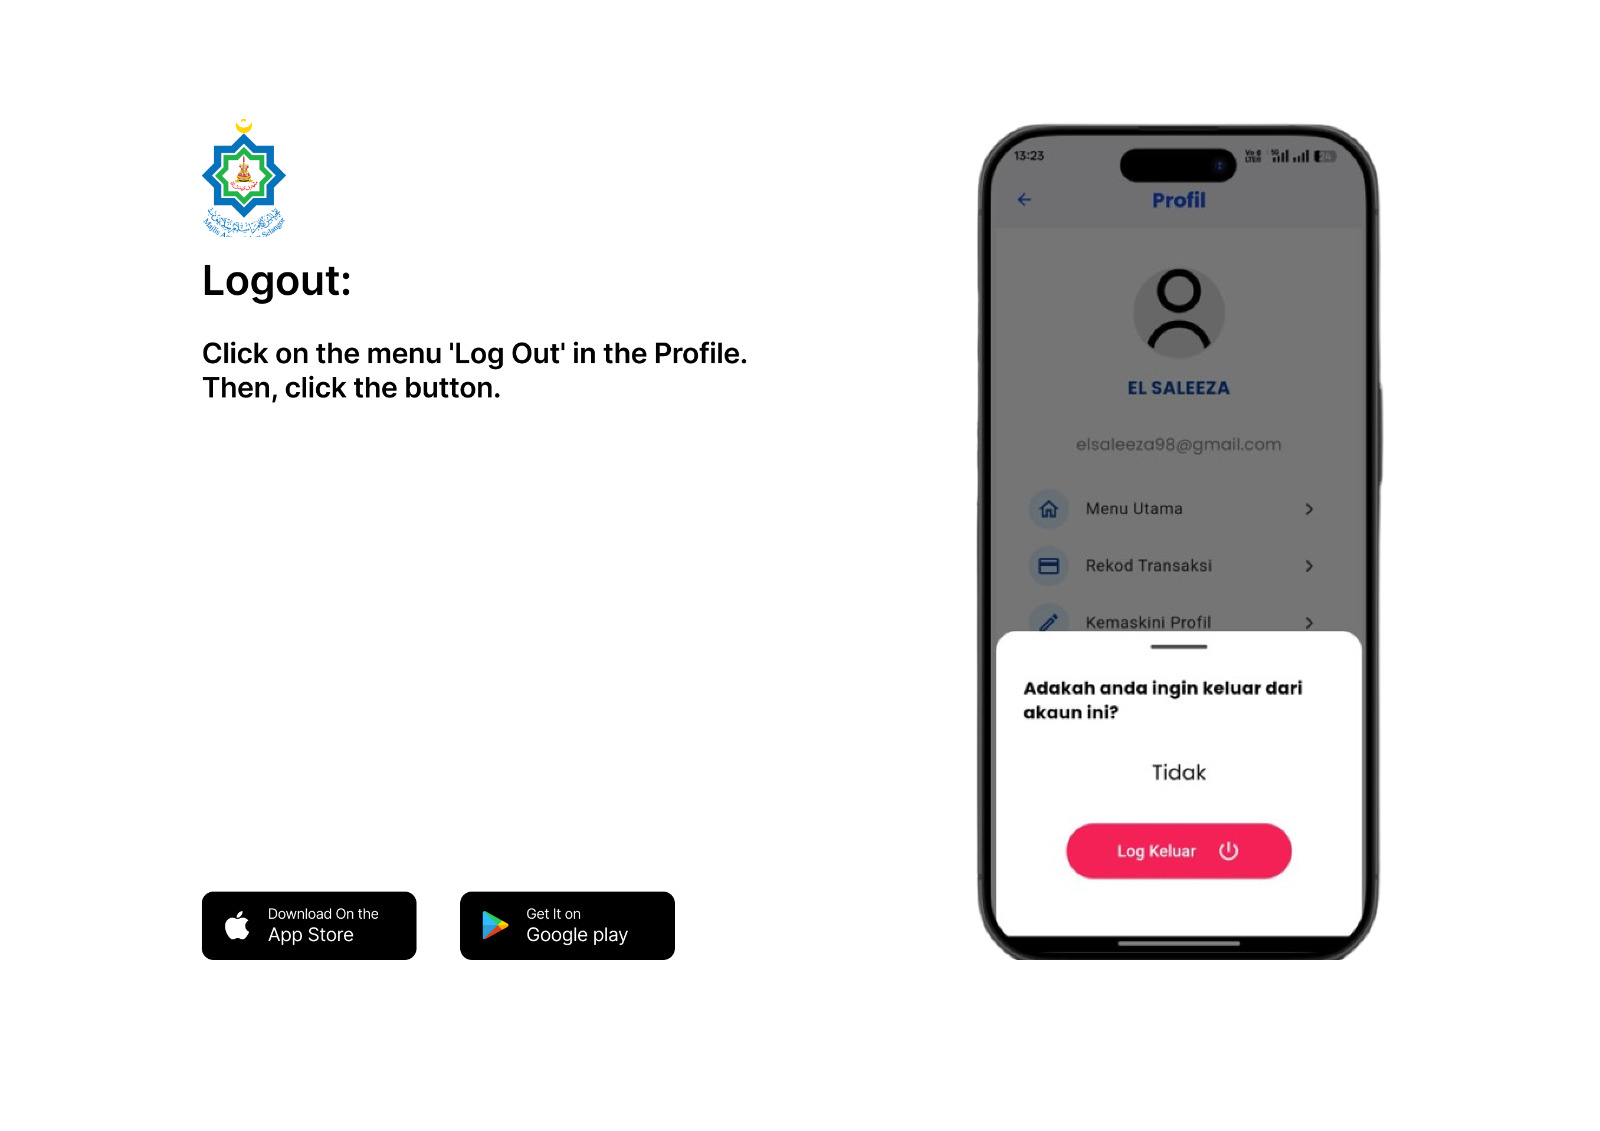 Logout:
Click on the menu 'Log Out' in the Profile.
Then, click the button.
Download On the
App Store
Get It on
Google play
13:23
Profil
EL SALEEZA
elsaleeza98@gmail.com
Menu Utama
Rekod Transaksi
Kemaskini Profil
Adakah anda ingin keluar dari
akaun ini?
Tidak
Log Keluar